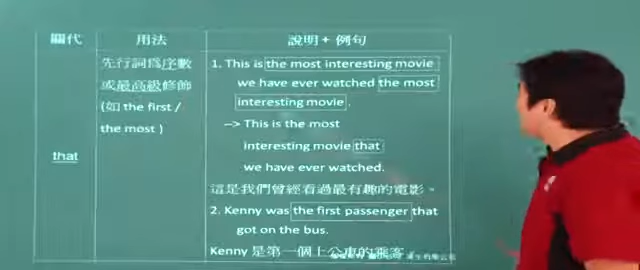 關代
用法
說明+ 例句
that
先行詞為序數
或最高級修飾
(如 the first /
the most )
1. This is the most interesting movie
we have ever watched the most
interesting movie .
--> This is the most
interesting movie that
we have ever watched.
這是我們曾經看過最有趣的電影。
2. Kenny was the first passenger that
got on the bus.
Kenny 是第一個上公車的乘客